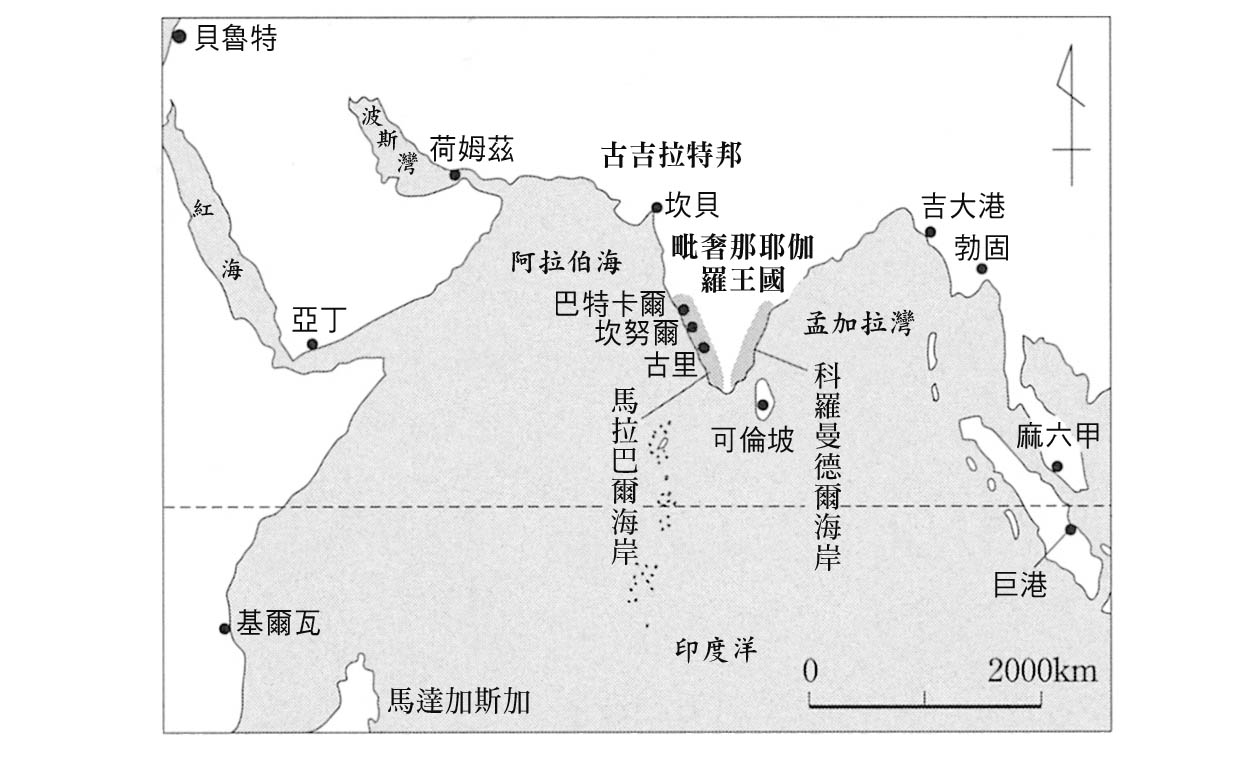 貝魯特
波斯灣
荷姆茲
古吉拉特邦
坎貝
吉大港
紅海
毗奢那耶伽
羅王國
勃固
阿拉伯海
巴特卡爾
亞丁
坎努爾
孟加拉灣
古里
科羅曼德爾海岸
馬拉巴爾海岸
可倫坡
麻六甲
巨港
基爾瓦
印度洋
0 2000km
馬達加斯加